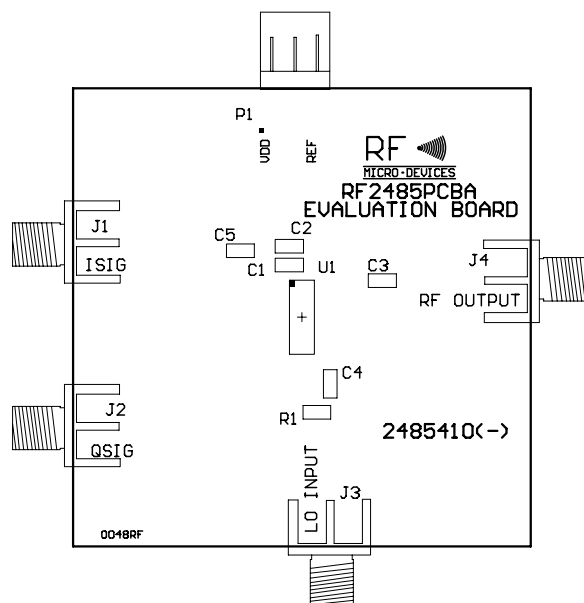 P1
VDD
REF
RF
MICRO-DEVICES
RF2485PCBA
EVALUATION BOARD
J1
ISIG
C5
C2
C1
U1
C3
J4
RF OUTPUT
C4
R1
J2
QSIG
2485410(-)
LO INPUT
J3
0048RF